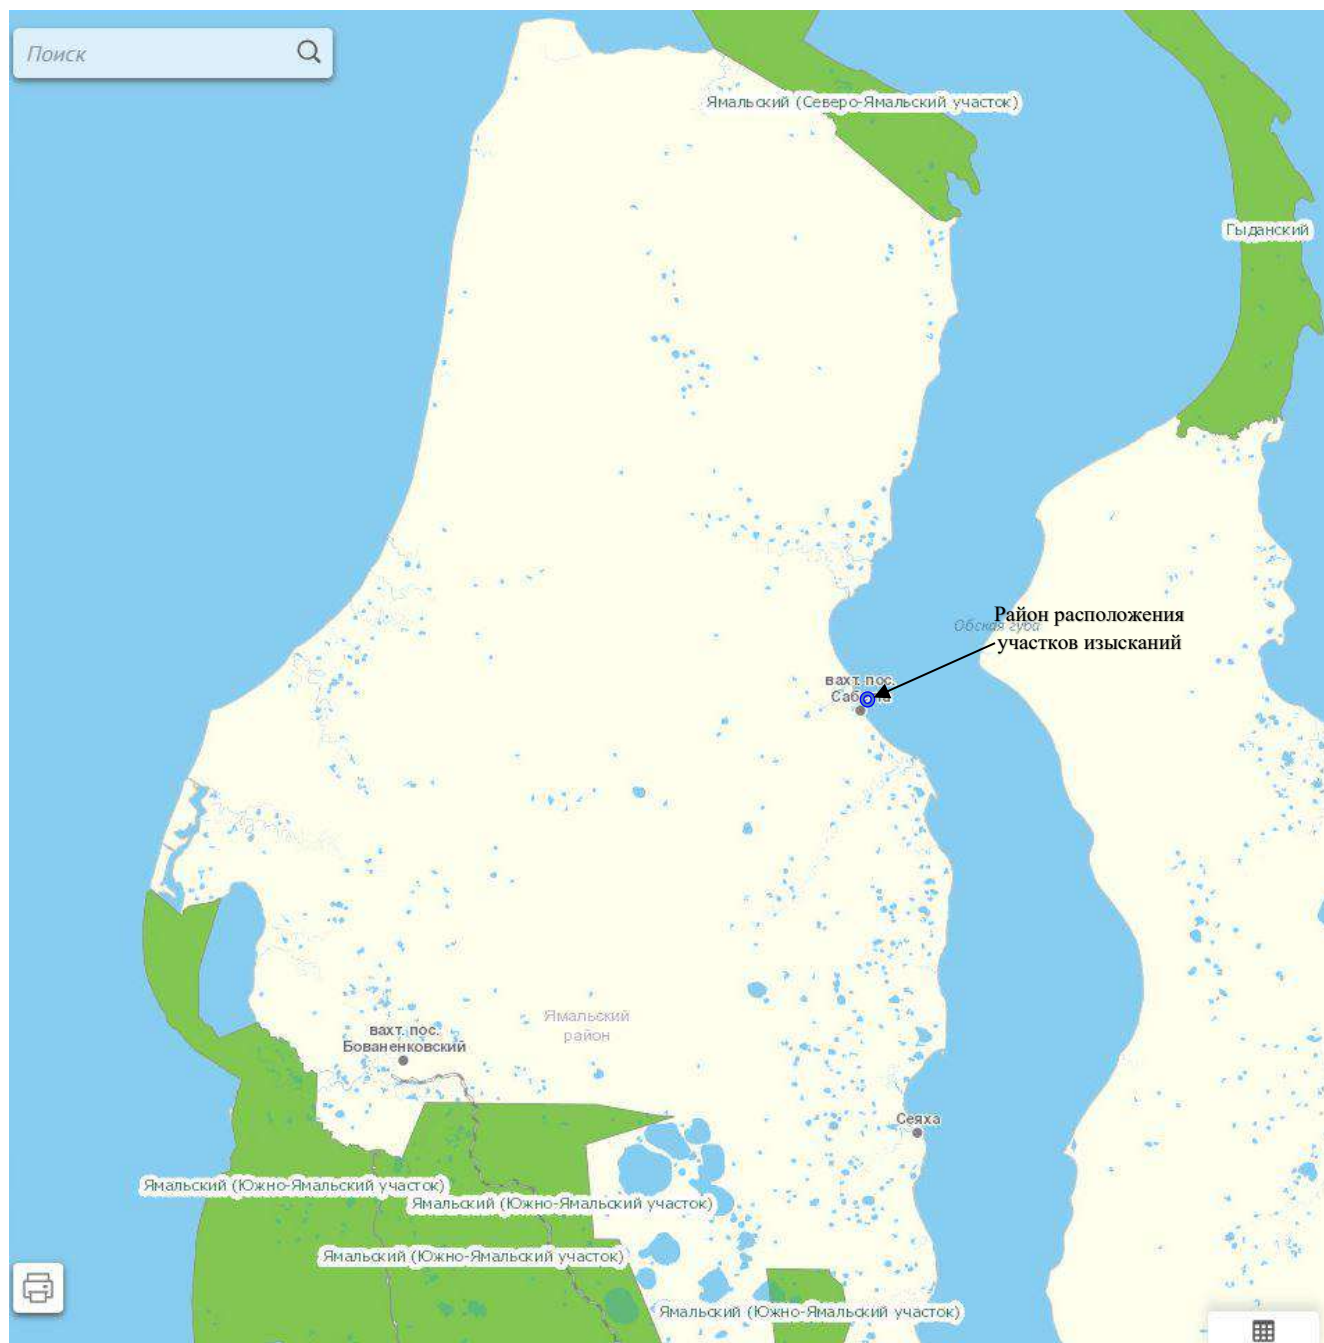 Поиск
Ямальский (Северо-Ямальский участок)
Гыданский
Район расположения
Обская губа
участков изысканий
вахт. пос.
Ямальский
район
вахт. пос.
Бованенковский
Сеяха
Ямальский (Южно-Ямальский участок)
Ямальский (Южно-Ямальский участок)
Ямальский (Южно-Ямальский участок)
Ямальский (Южно-Ямальский участок)